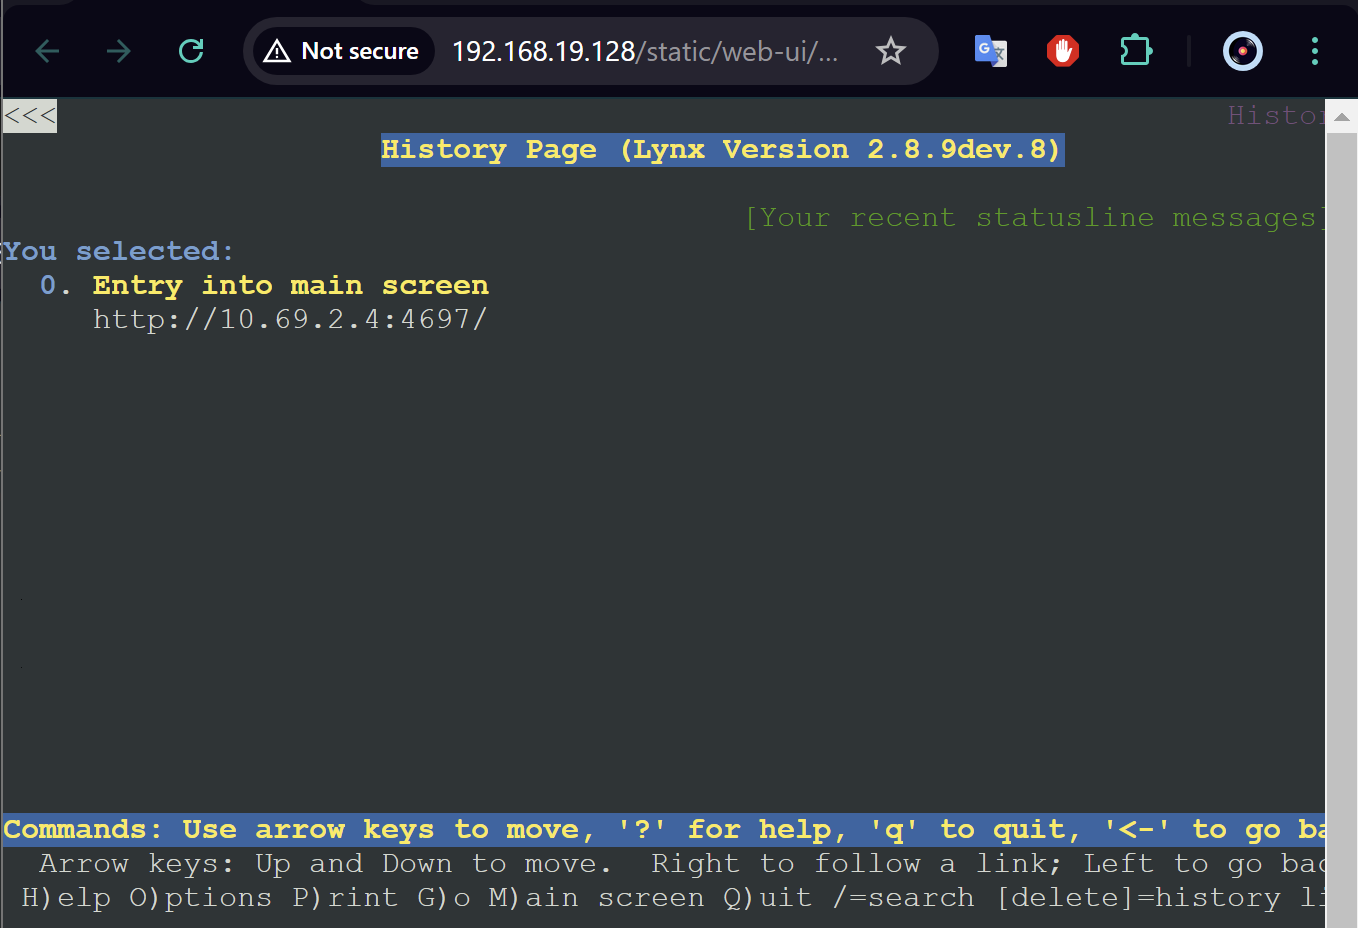 Not secure 192.168.19.128/static/web-ui/...
<<< Histor
History Page (Lynx Version 2.8.9dev.8)
[Your recent statusline messages]
You selected:
0. Entry into main screen
http://10.69.2.4:4697/
Commands: Use arrow keys to move, '?' for help, 'q' to quit, '<-' to go ba
Arrow keys: Up and Down to move. Right to follow a link; Left to go bac
H)elp O)ptions P)rint G)o M)ain screen Q)uit /=search [delete]=history li